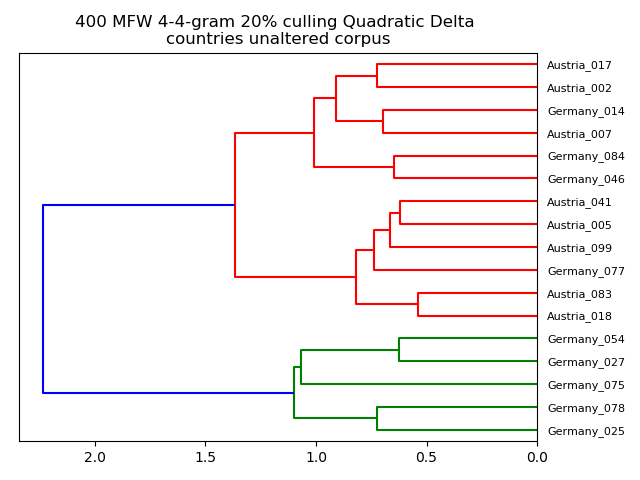 400 MFW 4-4-gram 20% culling Quadratic Delta
countries unaltered corpus
Austria_017
Austria_002
Germany_014
Austria_007
Germany_084
Germany_046
Austria_041
Austria_005
Austria_099
Germany_077
Austria_083
Austria_018
Germany_054
Germany_027
Germany_075
Germany_078
Germany_025
2.0 1.5 1.0 0.5 0.0